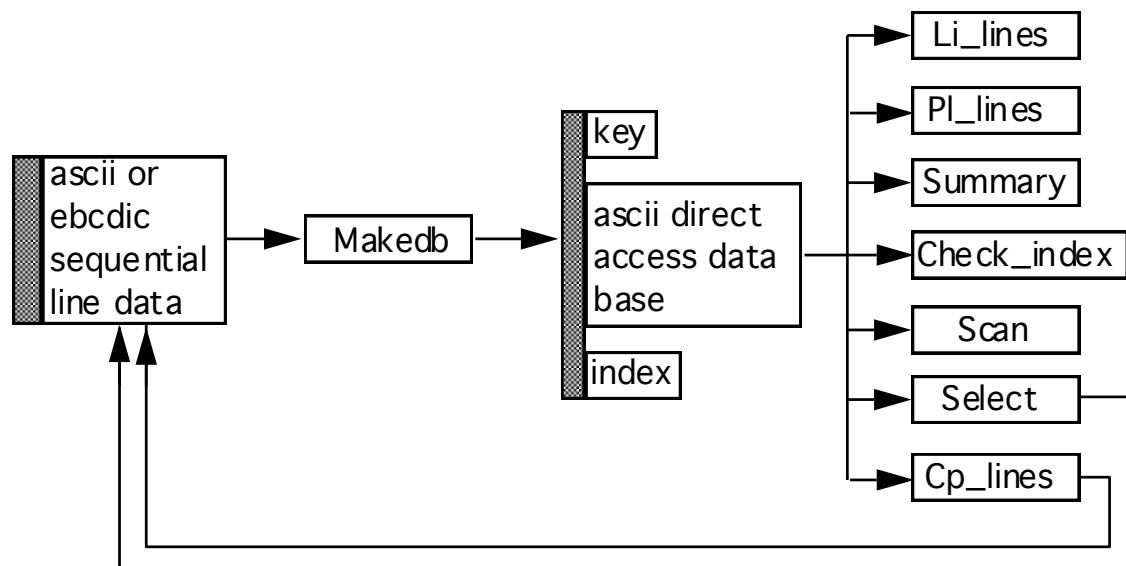 ascii or
ebcdic
sequential
line data
Makedb
key
ascii direct
access data
base
index
Li_lines
Pl_lines
Summary
Check_index
Scan
Select
Cp_lines